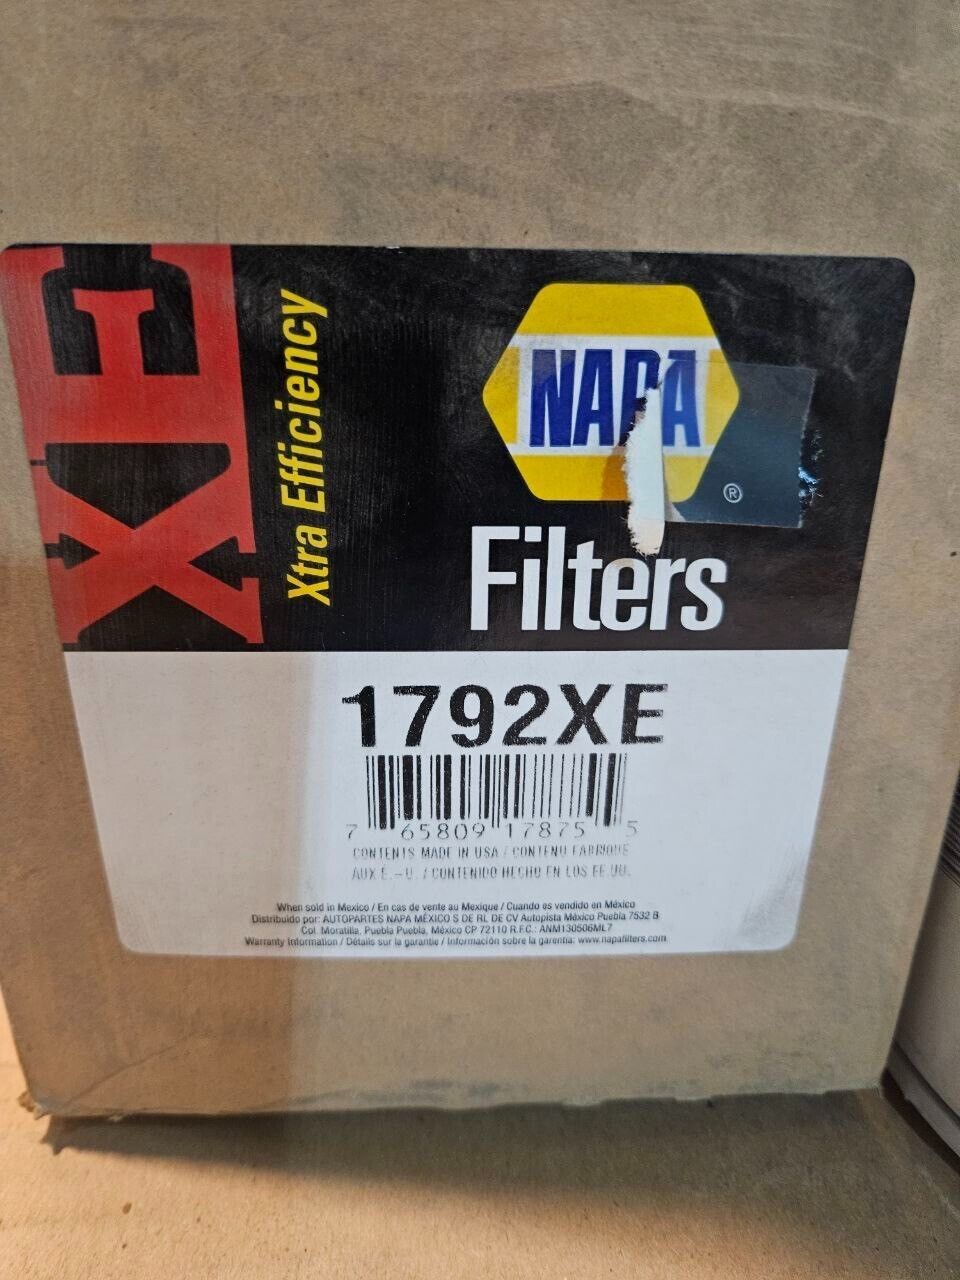 XE
Xtra Efficiency
NAPA
®
Filters
1792XE
7 65809 17875 5
CONTENTS MADE IN USA / CONTENU FABRIQUE
AUX E.-U. / CONTENIDO HECHO EN LOS EE.UU.
When sold in Mexico / En cas de vente au Mexique / Cuando es vendido en México
Distribuido por: AUTOPARTES NAPA MÉXICO S DE RL DE CV Autopista México Puebla 7532 B
Col. Moratilla, Puebla Puebla, México CP 72110 R.F.C.: ANM130506ML7
Warranty Information / Détails sur la garantie / Información sobre la garantía: www.napafilters.com